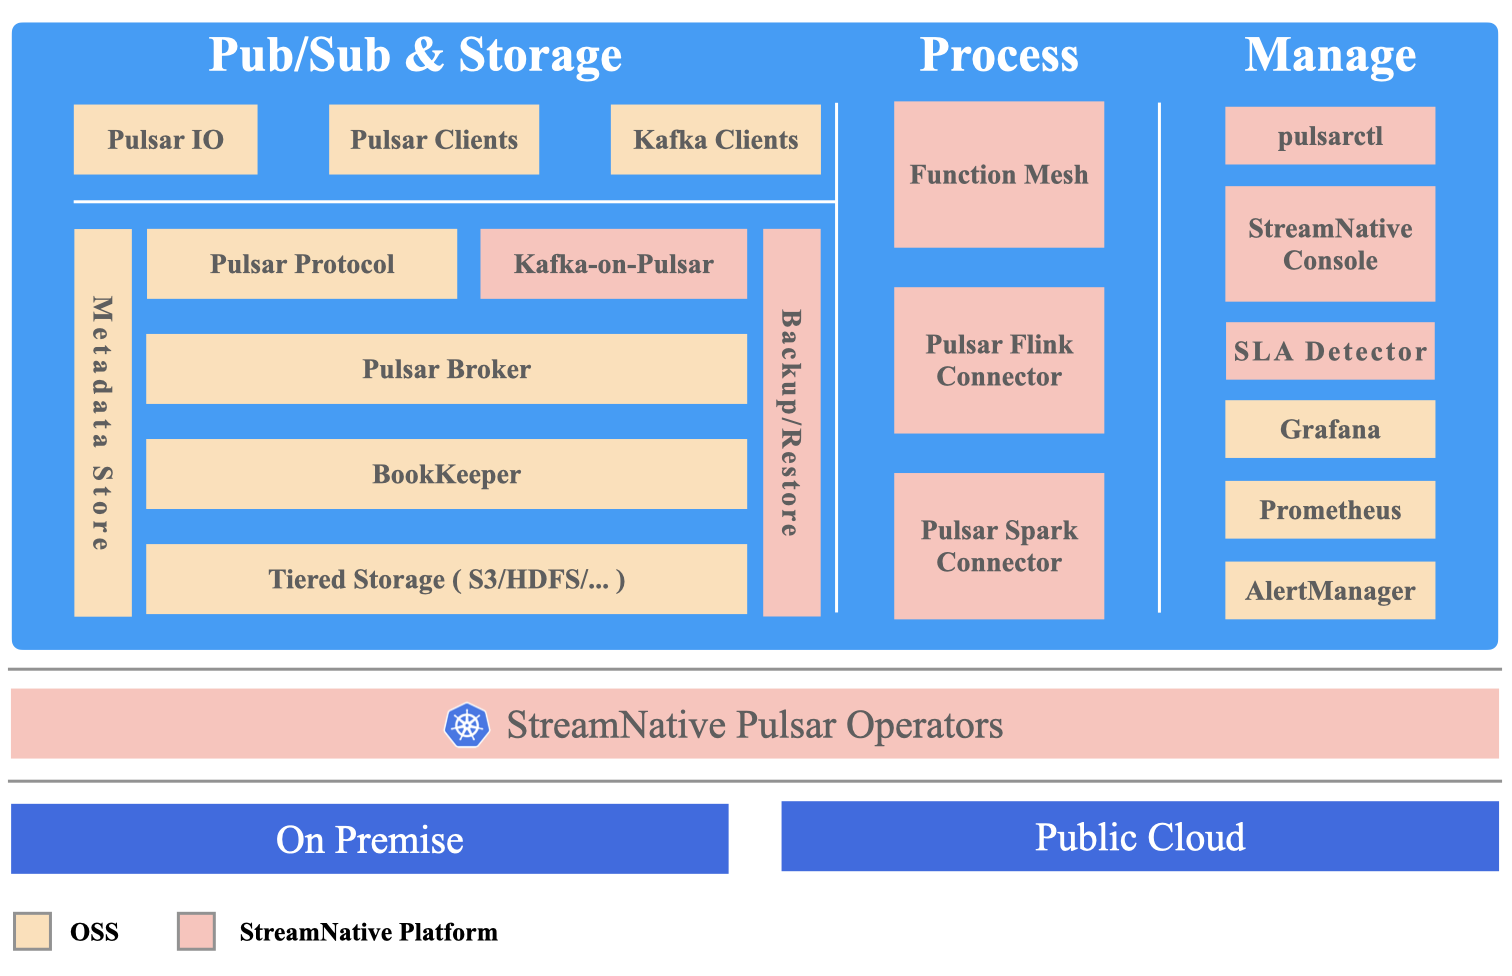 Pub/Sub & Storage
Pulsar IO
Pulsar Clients
Kafka Clients
Metadata Store
Pulsar Protocol
Kafka-on-Pulsar
Pulsar Broker
BookKeeper
Tiered Storage ( S3/HDFS/... )
Backup/Restore
Process
Function Mesh
Pulsar Flink
Connector
Pulsar Spark
Connector
Manage
pulsarctl
StreamNative
Console
SLA Detector
Grafana
Prometheus
AlertManager
StreamNative Pulsar Operators
On Premise
Public Cloud
OSS
StreamNative Platform